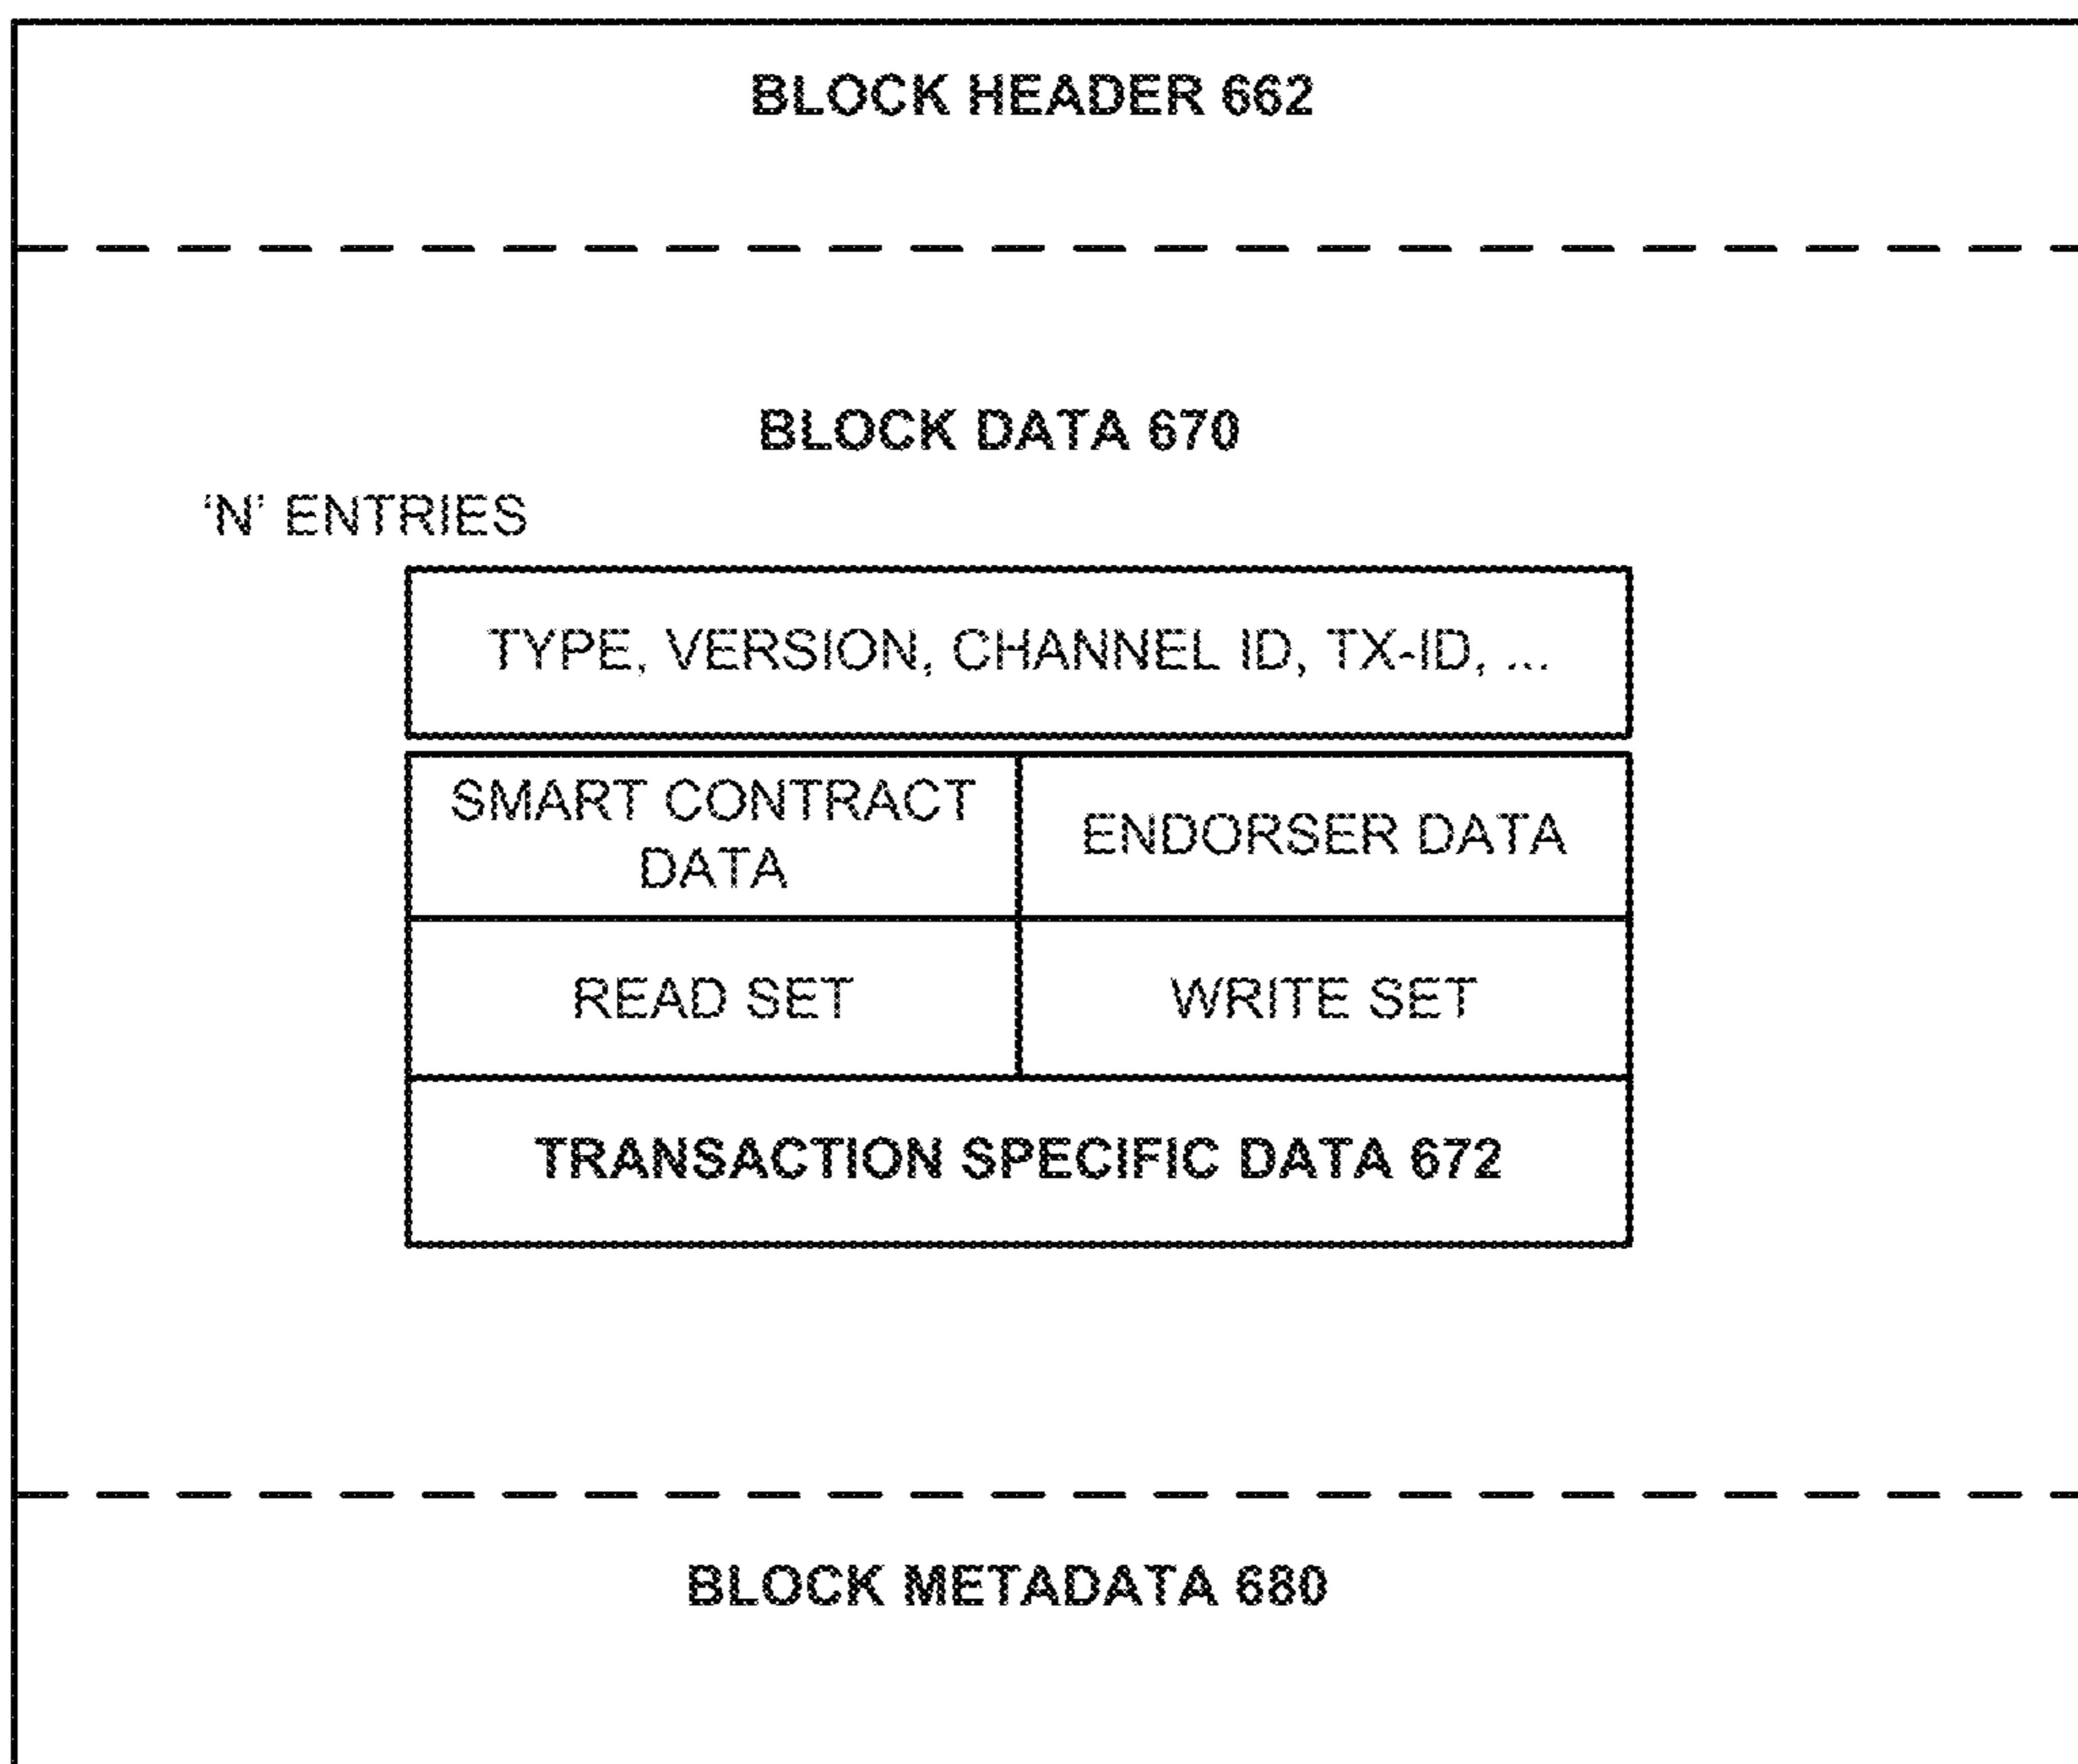 BLOCK HEADER 662
BLOCK DATA 670
‘N’ ENTRIES
TYPE, VERSION, CHANNEL ID, TX-ID, ...
SMART CONTRACT
DATA
ENDORSER DATA
READ SET
WRITE SET
TRANSACTION SPECIFIC DATA 672
BLOCK METADATA 680